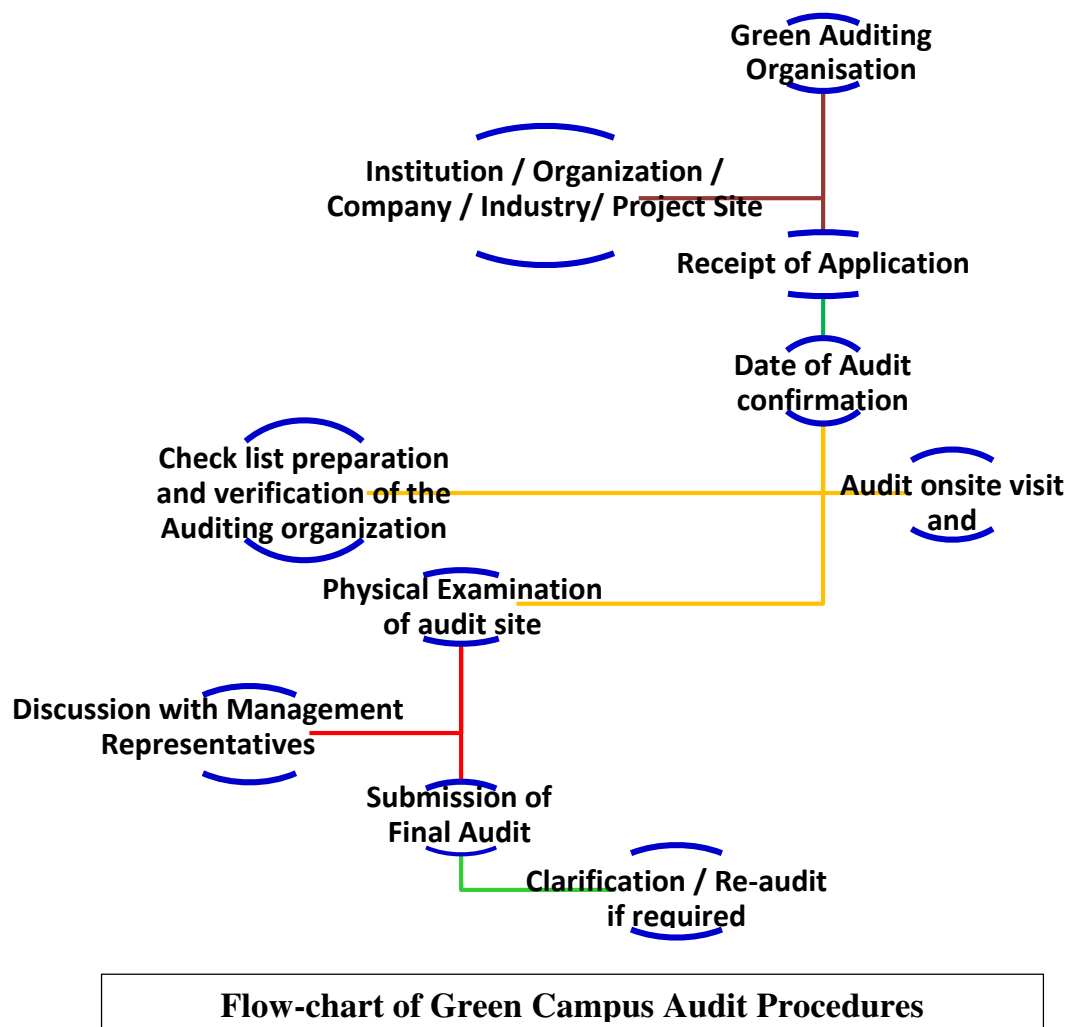 Green Auditing
Organisation
Institution / Organization /
Company / Industry/ Project Site
Receipt of Application
Date of Audit
confirmation
Check list preparation
and verification of the
Auditing organization
Audit onsite visit
and
Physical Examination
of audit site
Discussion with Management
Representatives
Submission of
Final Audit
Clarification / Re-audit
if required
Flow-chart of Green Campus Audit Procedures